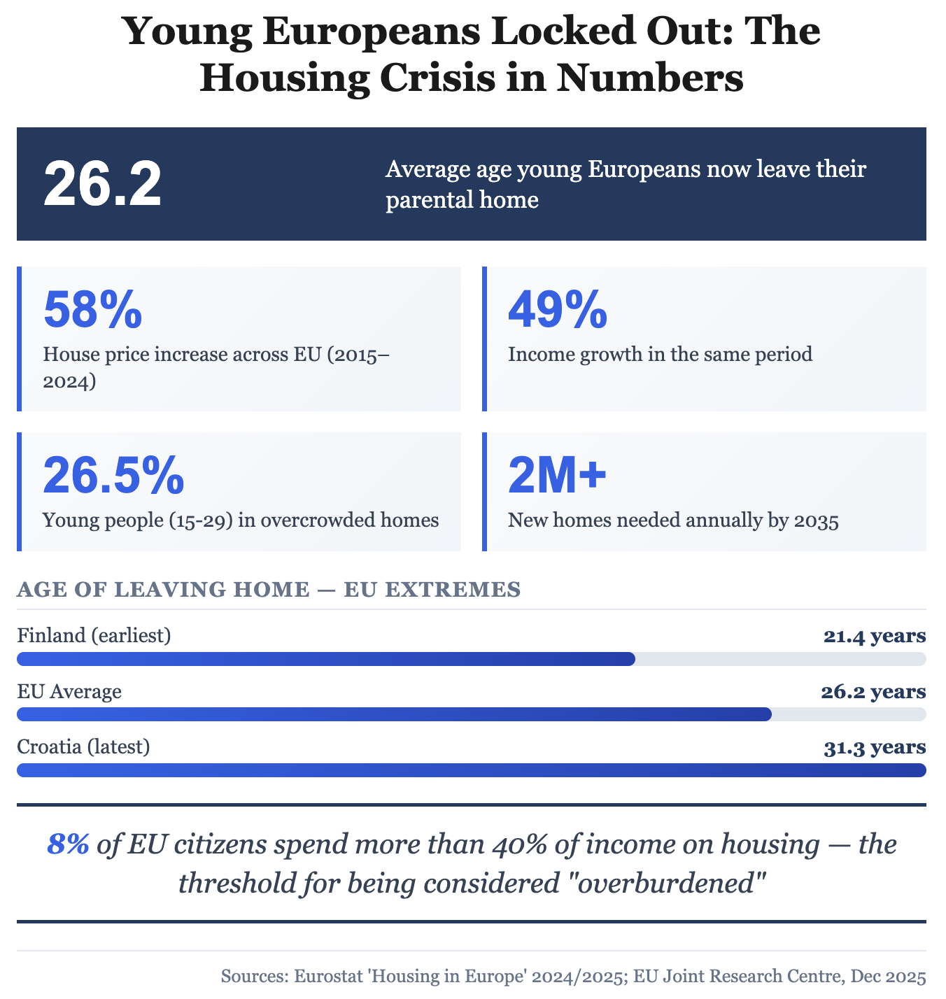 Young Europeans Locked Out: The
Housing Crisis in Numbers
26.2
Average age young Europeans now leave their
parental home
58%
House price increase across EU (2015–
2024)
49%
Income growth in the same period
26.5%
Young people (15-29) in overcrowded homes
2M+
New homes needed annually by 2035
AGE OF LEAVING HOME — EU EXTREMES
Finland (earliest) 21.4 years
EU Average 26.2 years
Croatia (latest) 31.3 years
8% of EU citizens spend more than 40% of income on housing — the
threshold for being considered "overburdened"
Sources: Eurostat 'Housing in Europe' 2024/2025; EU Joint Research Centre, Dec 2025